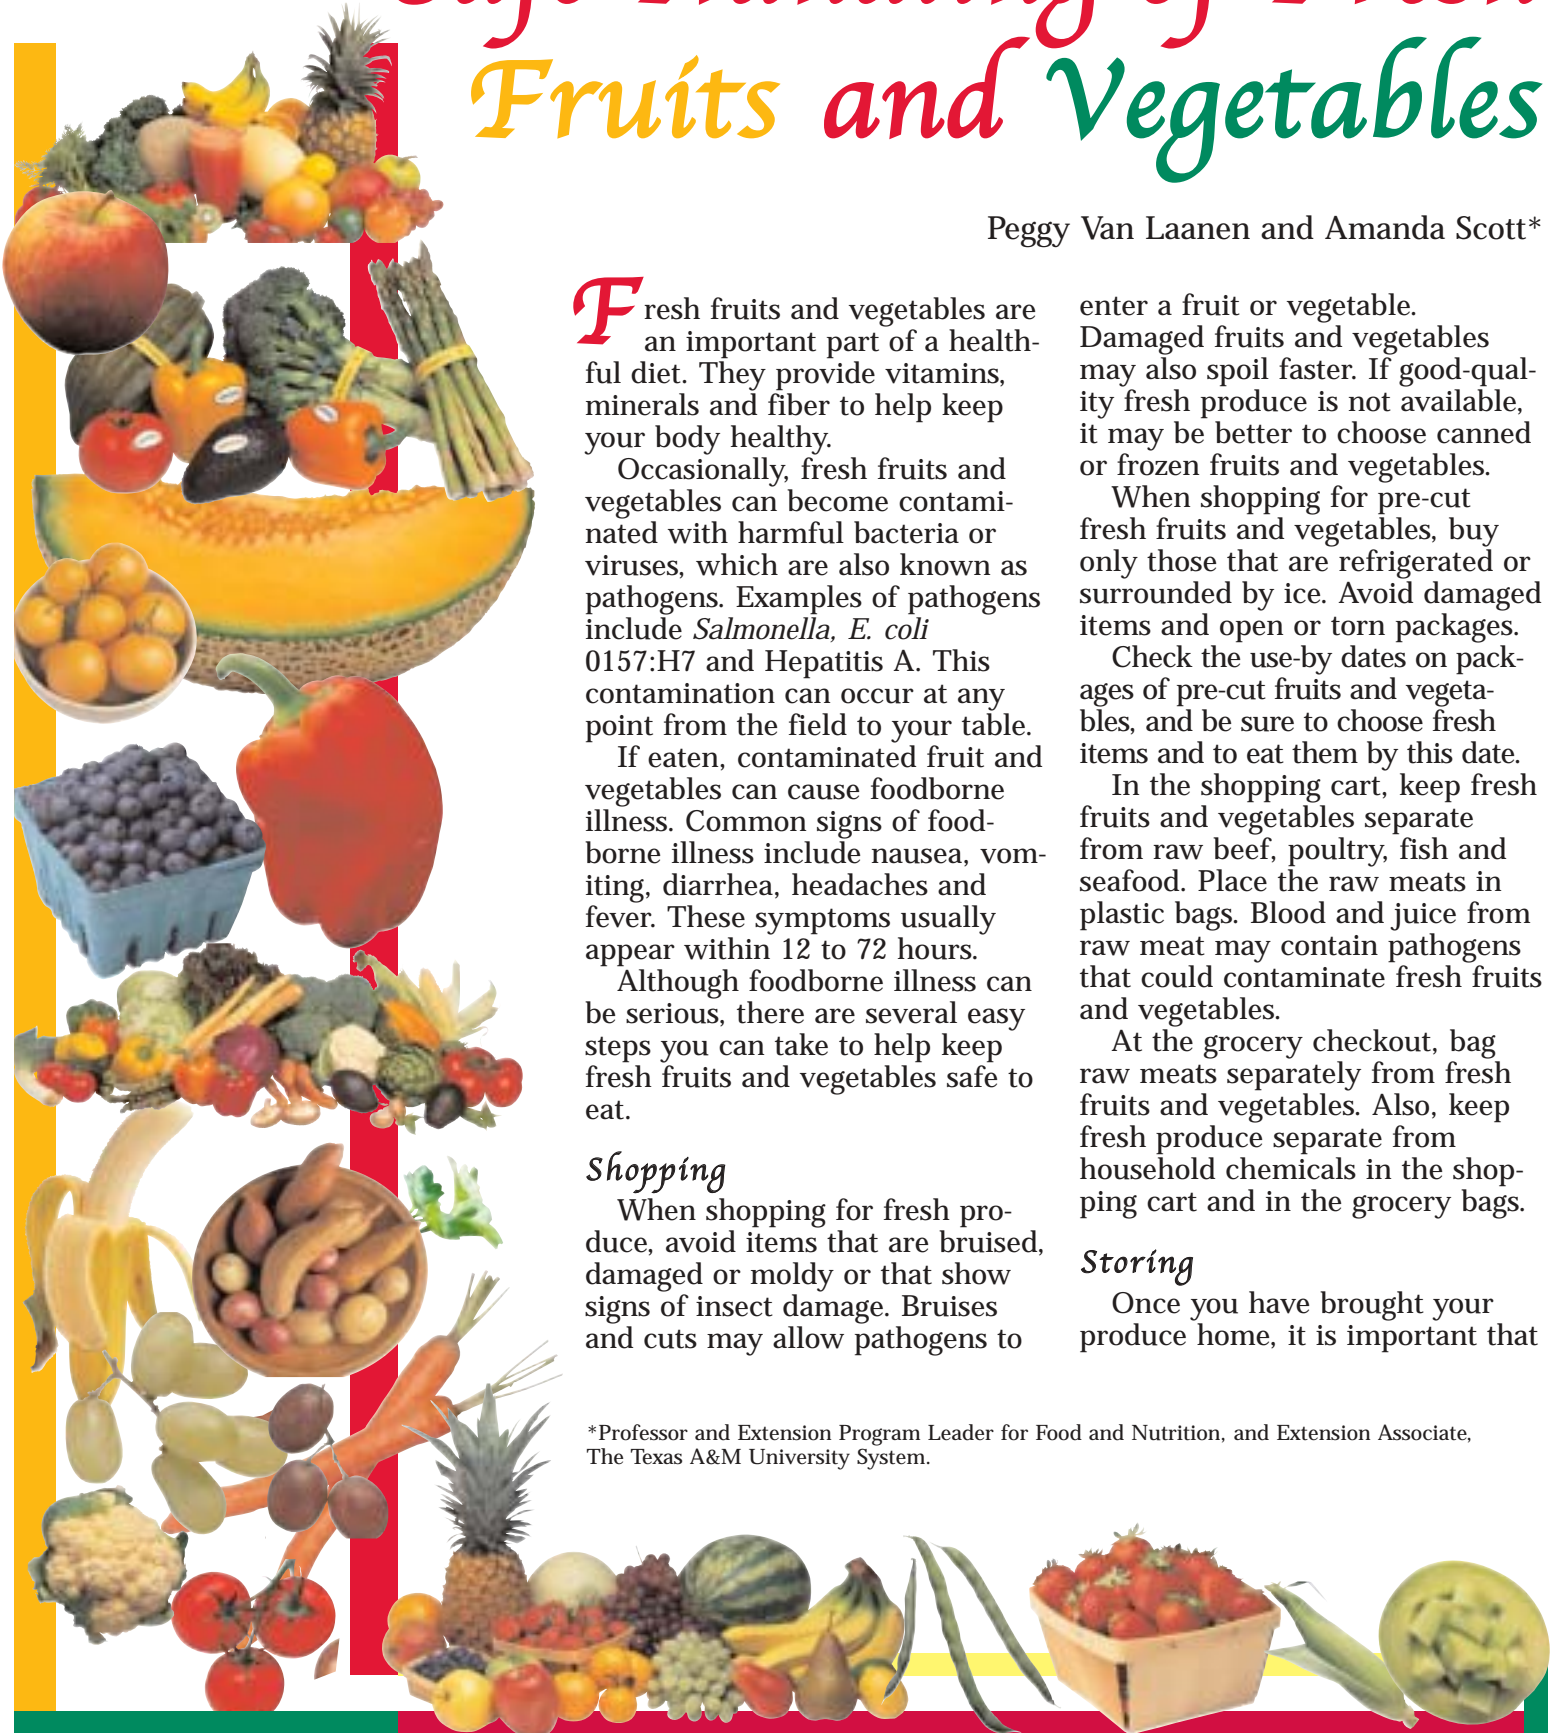 Safe Handling of Fresh
Fruits and Vegetables
Peggy Van Laanen and Amanda Scott*
Fresh fruits and vegetables are
an important part of a health-
ful diet. They provide vitamins,
minerals and fiber to help keep
your body healthy.
Occasionally, fresh fruits and
vegetables can become contami-
nated with harmful bacteria or
viruses, which are also known as
pathogens. Examples of pathogens
include Salmonella, E. coli
0157:H7 and Hepatitis A. This
contamination can occur at any
point from the field to your table.
If eaten, contaminated fruit and
vegetables can cause foodborne
illness. Common signs of food-
borne illness include nausea, vom-
iting, diarrhea, headaches and
fever. These symptoms usually
appear within 12 to 72 hours.
Although foodborne illness can
be serious, there are several easy
steps you can take to help keep
fresh fruits and vegetables safe to
eat.
Shopping
When shopping for fresh pro-
duce, avoid items that are bruised,
damaged or moldy or that show
signs of insect damage. Bruises
and cuts may allow pathogens to
enter a fruit or vegetable.
Damaged fruits and vegetables
may also spoil faster. If good-qual-
ity fresh produce is not available,
it may be better to choose canned
or frozen fruits and vegetables.
When shopping for pre-cut
fresh fruits and vegetables, buy
only those that are refrigerated or
surrounded by ice. Avoid damaged
items and open or torn packages.
Check the use-by dates on pack-
ages of pre-cut fruits and vegeta-
bles, and be sure to choose fresh
items and to eat them by this date.
In the shopping cart, keep fresh
fruits and vegetables separate
from raw beef, poultry, fish and
seafood. Place the raw meats in
plastic bags. Blood and juice from
raw meat may contain pathogens
that could contaminate fresh fruits
and vegetables.
At the grocery checkout, bag
raw meats separately from fresh
fruits and vegetables. Also, keep
fresh produce separate from
household chemicals in the shop-
ping cart and in the grocery bags.
Storing
Once you have brought your
produce home, it is important that
*Professor and Extension Program Leader for Food and Nutrition, and Extension Associate,
The Texas A&M University System.